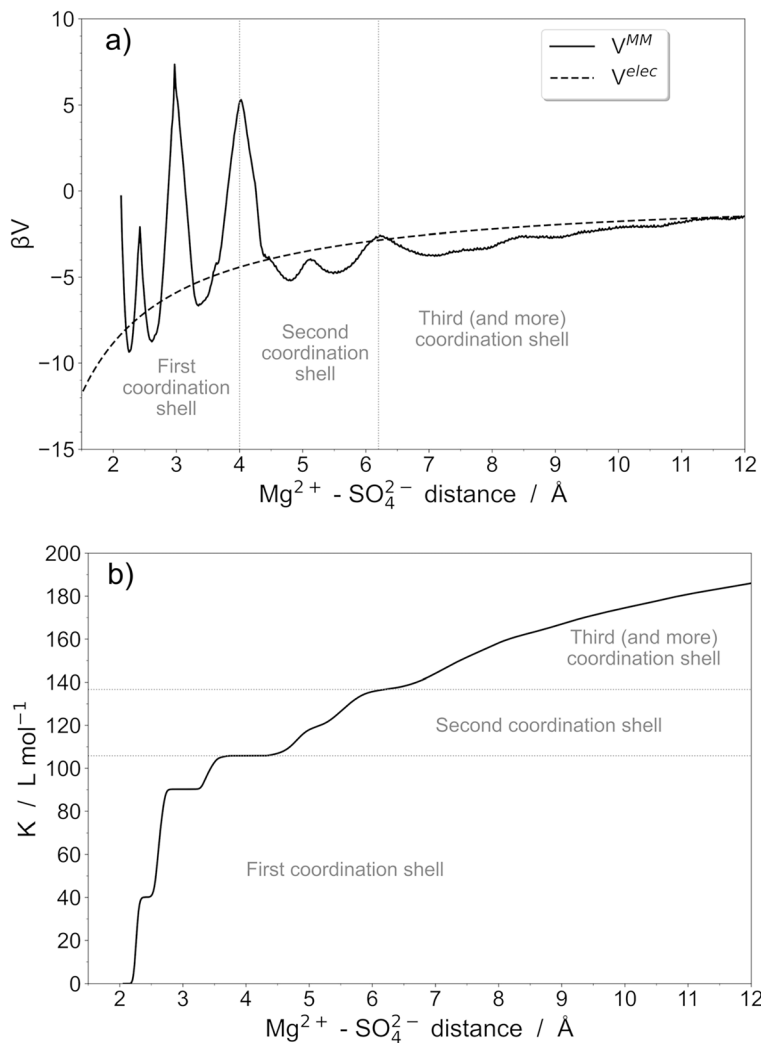 a)
V^MM
V^elec
10
5
0
−5
−10
−15
βV
First
coordination
shell
Second
coordination
shell
Third (and more)
coordination shell
2 3 4 5 6 7 8 9 10 11 12
Mg²⁺ - SO₄²⁻ distance / Å
b)
200
180
160
140
120
100
80
60
40
20
0
K / L mol⁻¹
Third (and more)
coordination shell
Second coordination shell
First coordination shell
2 3 4 5 6 7 8 9 10 11 12
Mg²⁺ - SO₄²⁻ distance / Å